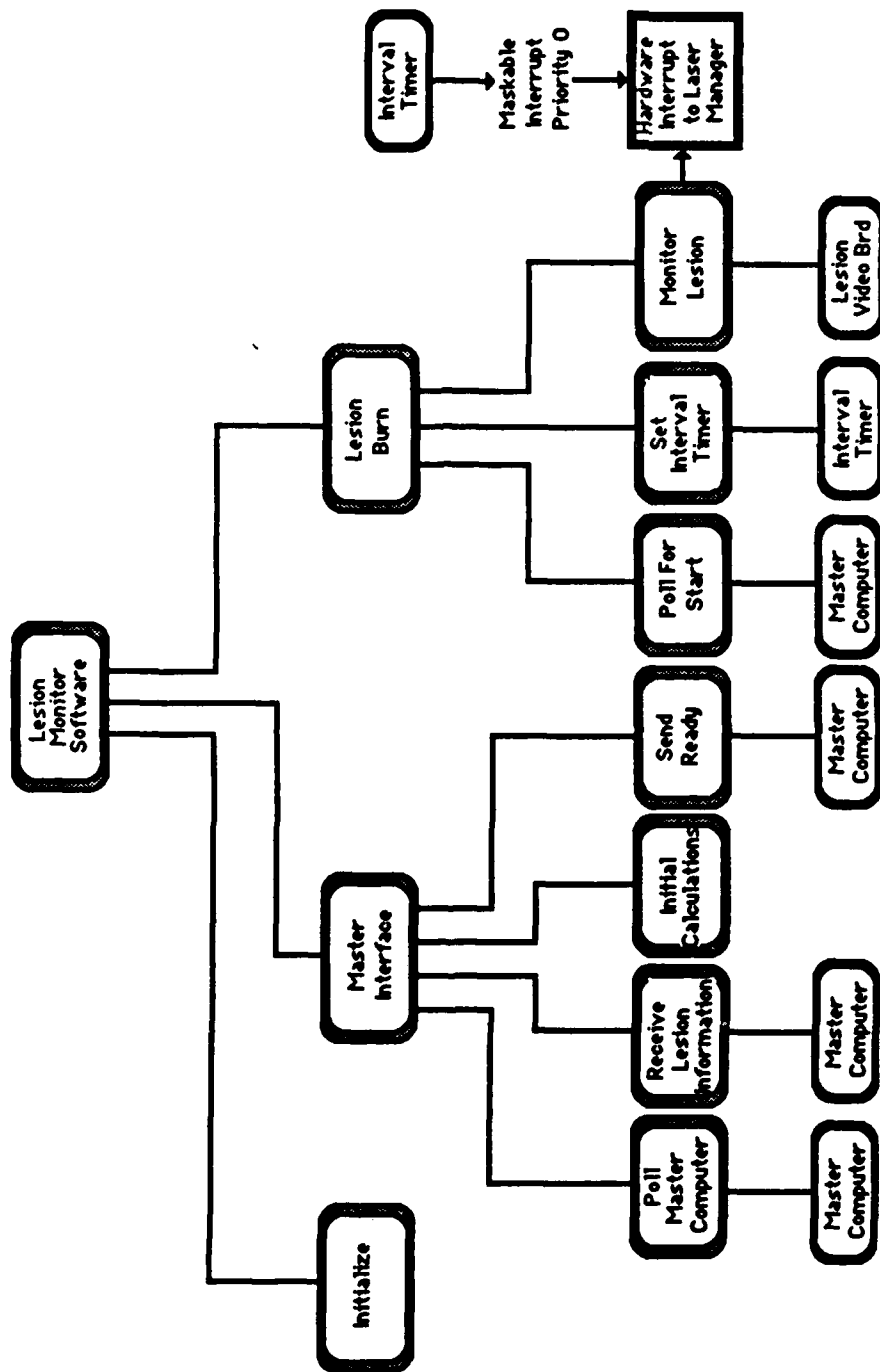 Lesion
Monitor
Software
Initialize
Master
Interface
Lesion
Burn
Interval
Timer
Maskable
Interrupt
Priority 0
Poll
Master
Computer
Receive
Lesion
Information
Initial
Calculations
Send
Ready
Poll For
Start
Set
Interval
Timer
Monitor
Lesion
Hardware
Interrupt
to Laser
Manager
Master
Computer
Master
Computer
Master
Computer
Master
Computer
Interval
Timer
Lesion
Video Brd